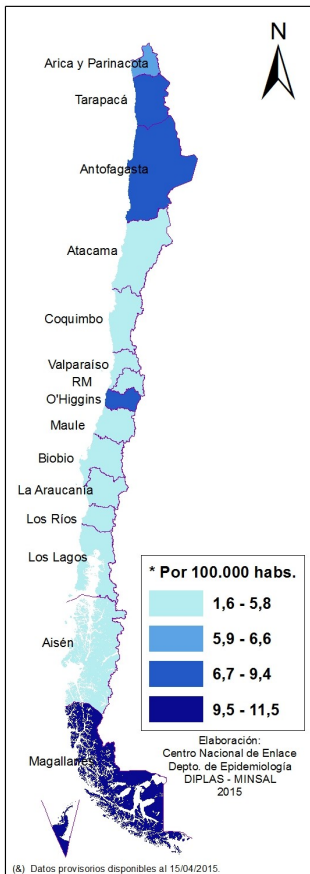 N
Arica y Parinacota
Tarapacá
Antofagasta
Atacama
Coquimbo
Valparaíso
RM
O'Higgins
Maule
Biobio
La Araucanía
Los Ríos
Los Lagos
Aisén
Magallanes
* Por 100.000 habs.
1,6 - 5,8
5,9 - 6,6
6,7 - 9,4
9,5 - 11,5
Elaboración:
Centro Nacional de Enlace
Depto. de Epidemiología
DIPLAS - MINSAL
2015
(&) Datos provisorios disponibles al 15/04/2015.